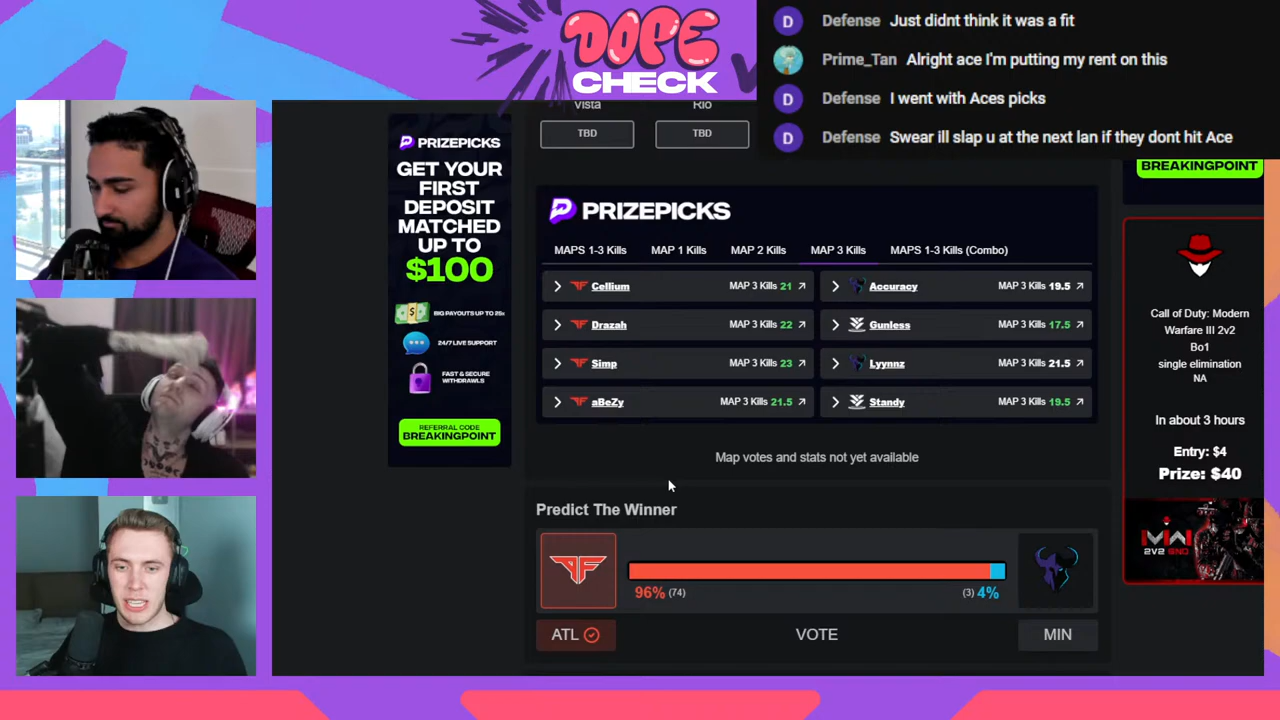 DOPE
CHECK
Defense Just didnt think it was a fit
Prime_Tan Alright ace I'm putting my rent on this
Defense I went with Aces picks
Defense Swear ill slap u at the next lan if they dont hit Ace
Vista
Rio
TBD
TBD
PRIZEPICKS
GET YOUR
FIRST
DEPOSIT
MATCHED
UP TO
$100
BIG PAYOUTS UP TO 25x
24/7 LIVE SUPPORT
FAST & SECURE
WITHDRAWLS
REFERRAL CODE
BREAKINGPOINT
PRIZEPICKS
MAPS 1-3 Kills
MAP 1 Kills
MAP 2 Kills
MAP 3 Kills
MAPS 1-3 Kills (Combo)
Cellium MAP 3 Kills 21
Accuracy MAP 3 Kills 19.5
Drazah MAP 3 Kills 22
Gunless MAP 3 Kills 17.5
Simp MAP 3 Kills 23
Lyynnz MAP 3 Kills 21.5
aBeZy MAP 3 Kills 21.5
Standy MAP 3 Kills 19.5
Map votes and stats not yet available
Predict The Winner
96% (74)
(3) 4%
ATL
VOTE
MIN
BREAKINGPOINT
Call of Duty: Modern
Warfare III 2v2
Bo1
single elimination
NA
In about 3 hours
Entry: $4
Prize: $40
MW
2V2 SND